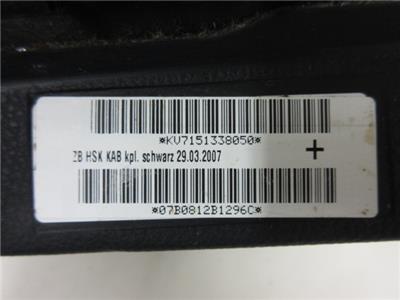 *KV7151338050*
ZB HSK KAB kpl. schwarz 29.03.2007 +
*07B0812B1296C*